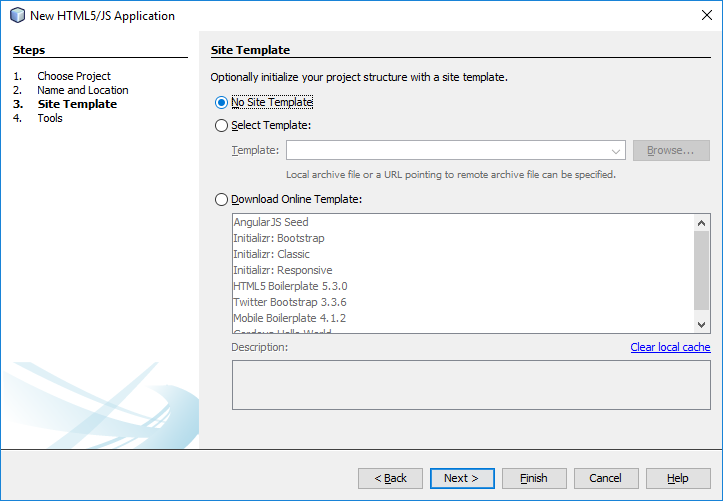 New HTML5/JS Application
Steps
1. Choose Project
2. Name and Location
3. Site Template
4. Tools
Site Template
Optionally initialize your project structure with a site template.
No Site Template
Select Template:
Template:
Browse...
Local archive file or a URL pointing to remote archive file can be specified.
Download Online Template:
AngularJS Seed
Initializr: Bootstrap
Initializr: Classic
Initializr: Responsive
HTML5 Boilerplate 5.3.0
Twitter Bootstrap 3.3.6
Mobile Boilerplate 4.1.2
Cordova Hello World
Description:
Clear local cache
< Back
Next >
Finish
Cancel
Help